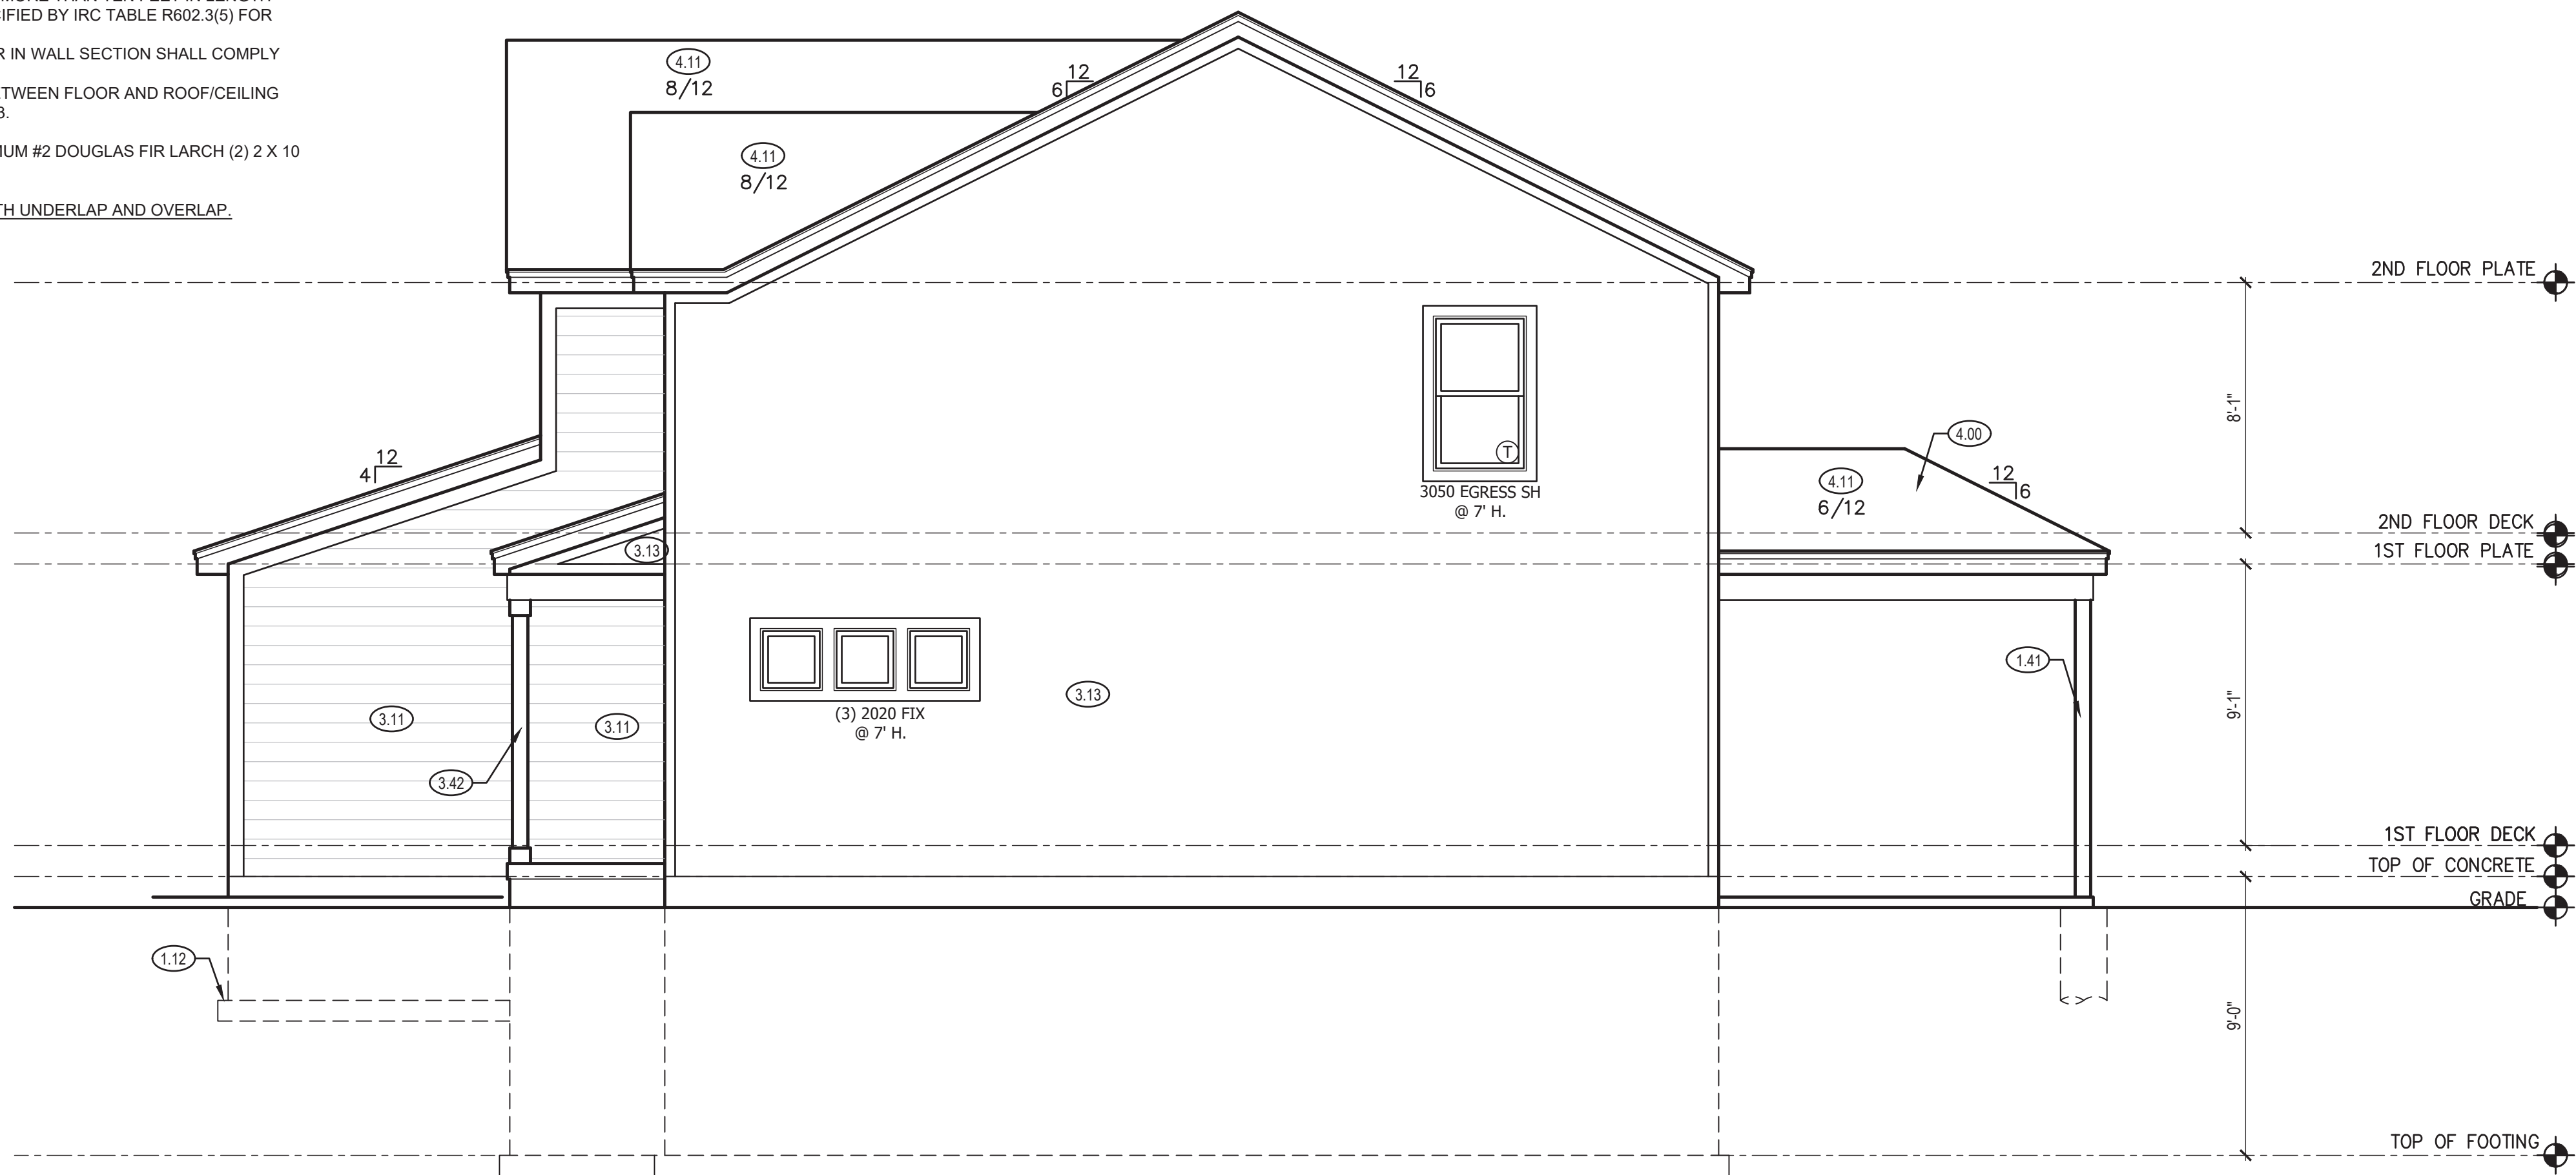 CIFIED BY IRC TABLE R602.3(5) FOR
R IN WALL SECTION SHALL COMPLY
TWEEN FLOOR AND ROOF/CEILING
3.
MUM #2 DOUGLAS FIR LARCH (2) 2 X 10
TH UNDERLAP AND OVERLAP.
4.11
8/12
12
6
12
6
4.11
8/12
2ND FLOOR PLATE
8'-1"
12
4
T
3050 EGRESS SH
@ 7' H.
4.00
4.11
6/12
12
6
2ND FLOOR DECK
3.13
1ST FLOOR PLATE
1.41
(3) 2020 FIX
@ 7' H.
3.13
9'-1"
3.11
3.11
3.42
1ST FLOOR DECK
TOP OF CONCRETE
GRADE
1.12
9'-0"
TOP OF FOOTING